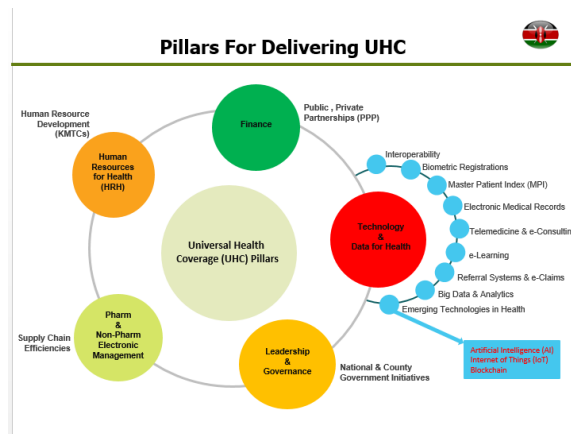 Pillars For Delivering UHC
Human Resource
Development
(KMTCs)
Human
Resources
for Health
(HRH)
Finance
Public , Private
Partnerships (PPP)
Interoperability
Biometric Registrations
Master Patient Index (MPI)
Electronic Medical Records
Telemedicine & e-Consulting
e-Learning
Referral Systems & e-Claims
Big Data & Analytics
Emerging Technologies in Health
Technology
&
Data for Health
Universal Health
Coverage (UHC) Pillars
Pharm
&
Non-Pharm
Electronic
Management
Supply Chain
Efficiencies
Leadership
&
Governance
National & County
Government Initiatives
Artificial Intelligence (AI)
Internet of Things (IoT)
Blockchain